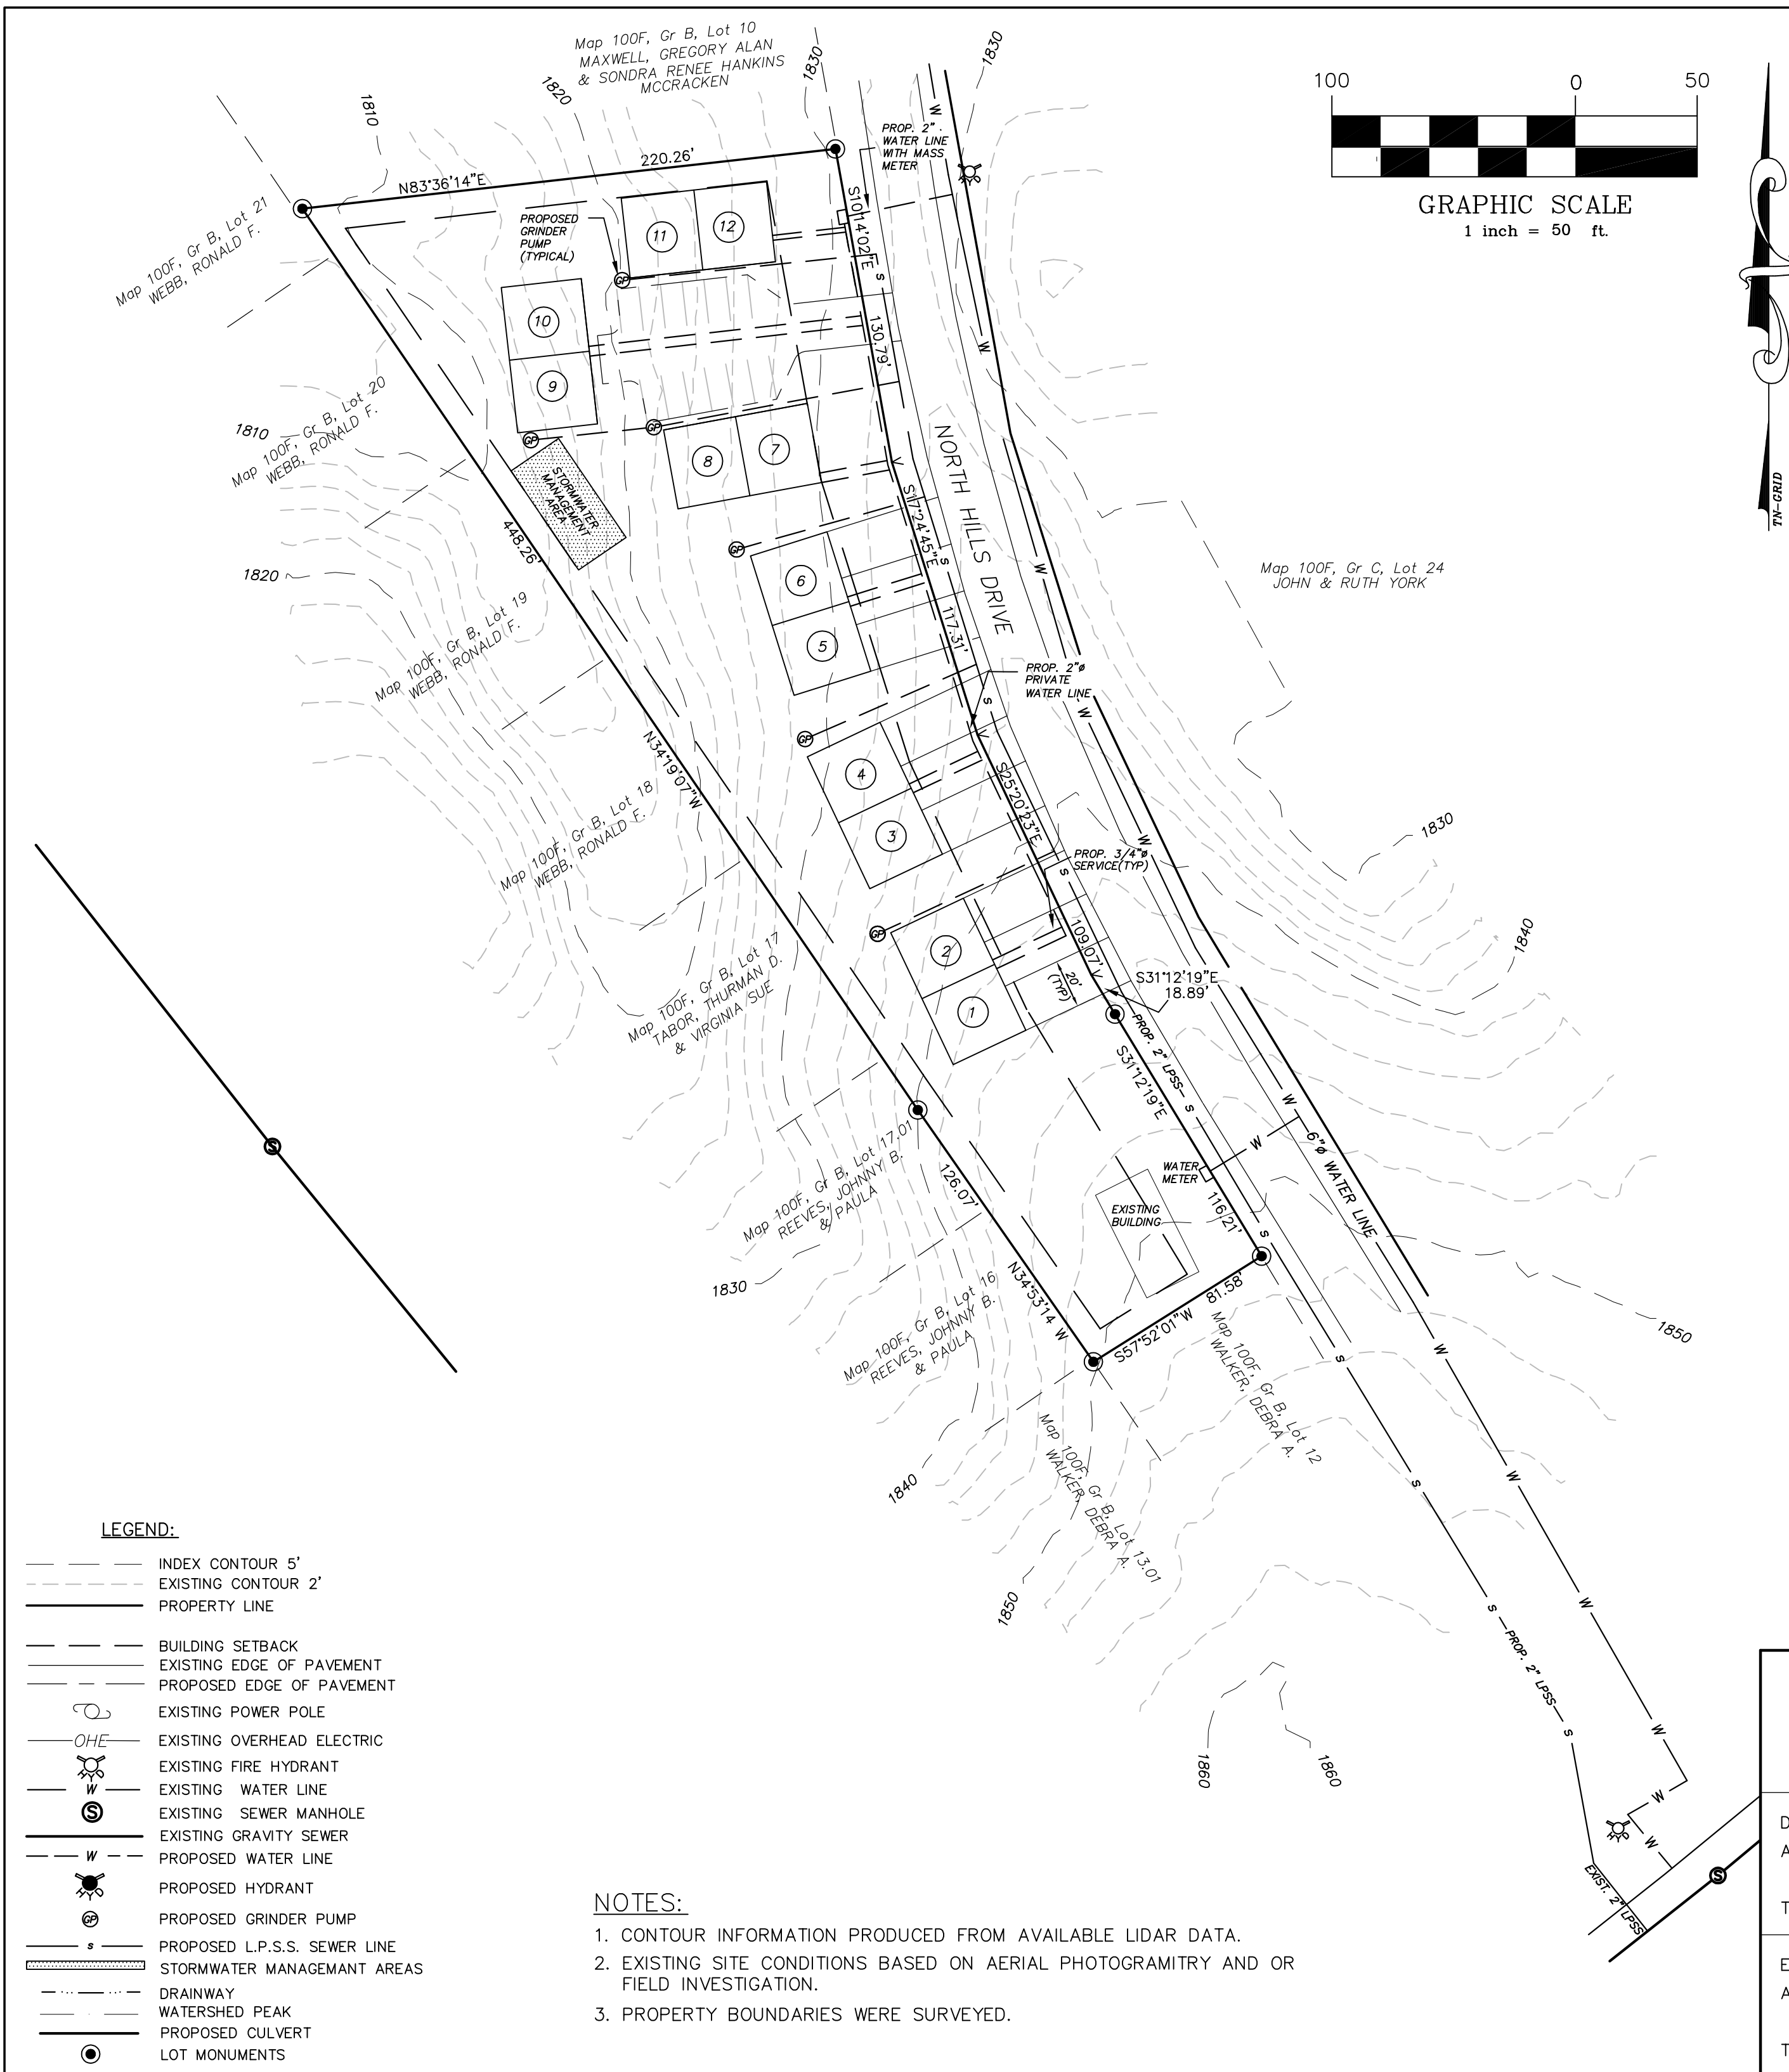 Map 100F, Gr B, Lot 10
MAXWELL, GREGORY ALAN
& SONDRA RENEE HANKINS
MCCRACKEN
1810
1820
1830
1830
100
0
50
GRAPHIC SCALE
1 inch = 50 ft.
TN-GRID
PROP. 2"
WATER LINE
WITH MASS
METER
W
220.26'
N83°36'14"E
S10°14'02"E
130.79'
Map 100F, Gr B, Lot 21
WEBB, RONALD F.
PROPOSED
GRINDER
PUMP
(TYPICAL)
11
12
GP
S
W
10
9
Map 100F, Gr B, Lot 20
WEBB, RONALD F.
1810
GP
GP
8
7
STORMWATER
MANAGEMENT
AREA
NORTH HILLS DRIVE
448.26'
S17°24'45"E
117.31'
GP
S
W
6
5
1820
Map 100F, Gr C, Lot 24
JOHN & RUTH YORK
Map 100F, Gr B, Lot 19
WEBB, RONALD F.
PROP. 2"ø
PRIVATE
WATER LINE
S
W
GP
4
3
N34°19'07"W
S25°20'23"E
Map 100F, Gr B, Lot 18
WEBB, RONALD F.
1830
W
PROP. 3/4"ø
SERVICE(TYP)
S
109.07'
GP
2
1
20'
(TYP)
1840
Map 100F, Gr B, Lot 17
TABOR, THURMAN D.
& VIRGINIA SUE
S31°12'19"E
18.89'
PROP. 2" LPSS
S31°12'19"E
S
W
W
6"ø WATER LINE
S
WATER
METER
116.21'
Map 100F, Gr B, Lot 17.01
REEVES, JOHNNY B.
& PAULA
126.07'
EXISTING
BUILDING
S
S
1830
N34°53'14 W
S57°52'01"W
81.58'
Map 100F, Gr B, Lot 16
REEVES, JOHNNY B.
& PAULA
Map 100F, Gr B, Lot 12
WALKER, DEBRA A.
1850
W
S
1840
Map 100F, Gr B, Lot 13.01
WALKER, DEBRA A.
S
W
1850
S
W
PROP. 2" LPSS
S
W
1860
1860
W
W
S
EXIST. 2" LPSS
LEGEND:
INDEX CONTOUR 5'
EXISTING CONTOUR 2'
PROPERTY LINE
BUILDING SETBACK
EXISTING EDGE OF PAVEMENT
PROPOSED EDGE OF PAVEMENT
EXISTING POWER POLE
OHE EXISTING OVERHEAD ELECTRIC
EXISTING FIRE HYDRANT
W EXISTING WATER LINE
S EXISTING SEWER MANHOLE
EXISTING GRAVITY SEWER
W PROPOSED WATER LINE
PROPOSED HYDRANT
GP PROPOSED GRINDER PUMP
s PROPOSED L.P.S.S. SEWER LINE
STORMWATER MANAGEMANT AREAS
DRAINWAY
WATERSHED PEAK
PROPOSED CULVERT
LOT MONUMENTS
NOTES:
1. CONTOUR INFORMATION PRODUCED FROM AVAILABLE LIDAR DATA.
2. EXISTING SITE CONDITIONS BASED ON AERIAL PHOTOGRAMITRY AND OR
FIELD INVESTIGATION.
3. PROPERTY BOUNDARIES WERE SURVEYED.